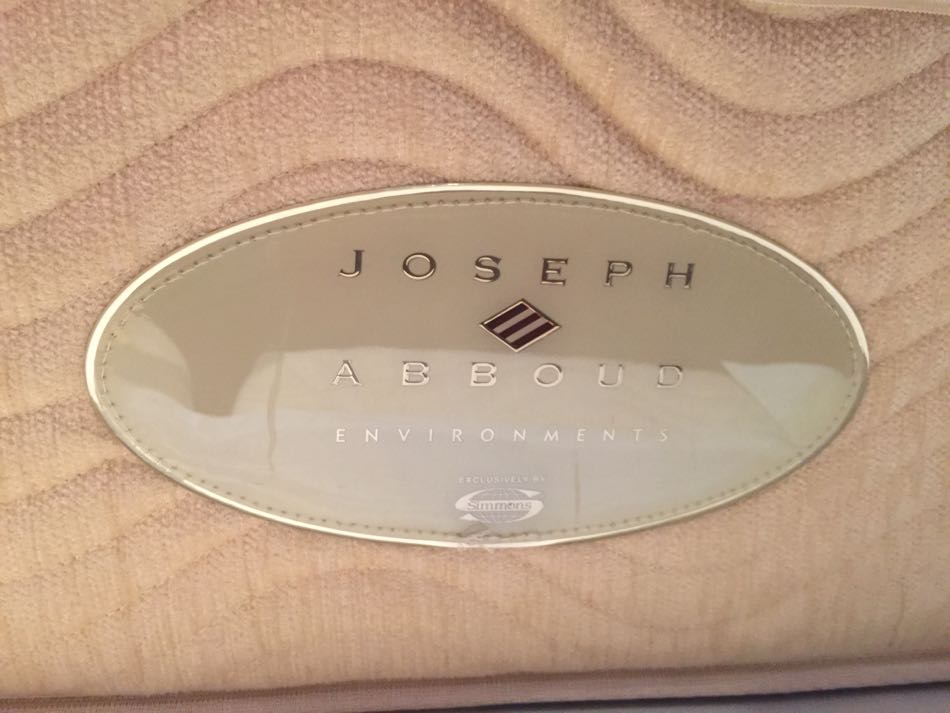 JOSEPH
ABBOUD
ENVIRONMENTS
EXCLUSIVELY BY
Simmons